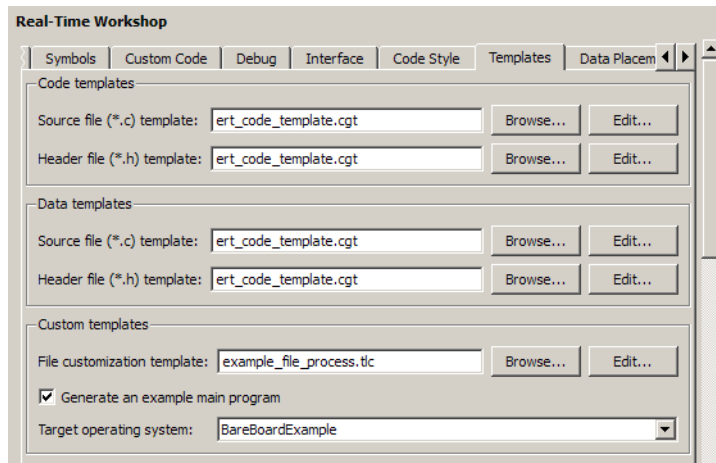 Real-Time Workshop
Symbols Custom Code Debug Interface Code Style Templates Data Placem
Code templates
Source file (*.c) template: ert_code_template.cgt Browse... Edit...
Header file (*.h) template: ert_code_template.cgt Browse... Edit...
Data templates
Source file (*.c) template: ert_code_template.cgt Browse... Edit...
Header file (*.h) template: ert_code_template.cgt Browse... Edit...
Custom templates
File customization template: example_file_process.tlc Browse... Edit...
Generate an example main program
Target operating system: BareBoardExample